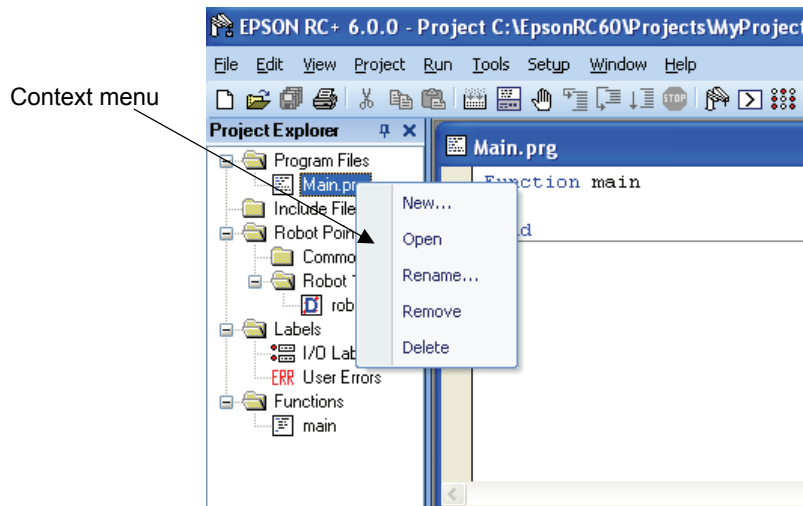 EPSON RC+ 6.0.0 - Project C:\EpsonRC60\Projects\MyProject
File Edit View Project Run Tools Setup Window Help
STOP
Context menu
Project Explorer
Main.prg
Program Files
Main.pr
Function main
Include File
New...
Robot Poin
Open
d
Commo
Robot
Rename...
rob
Remove
Labels
I/O Lab
Delete
ERR User Errors
Functions
main